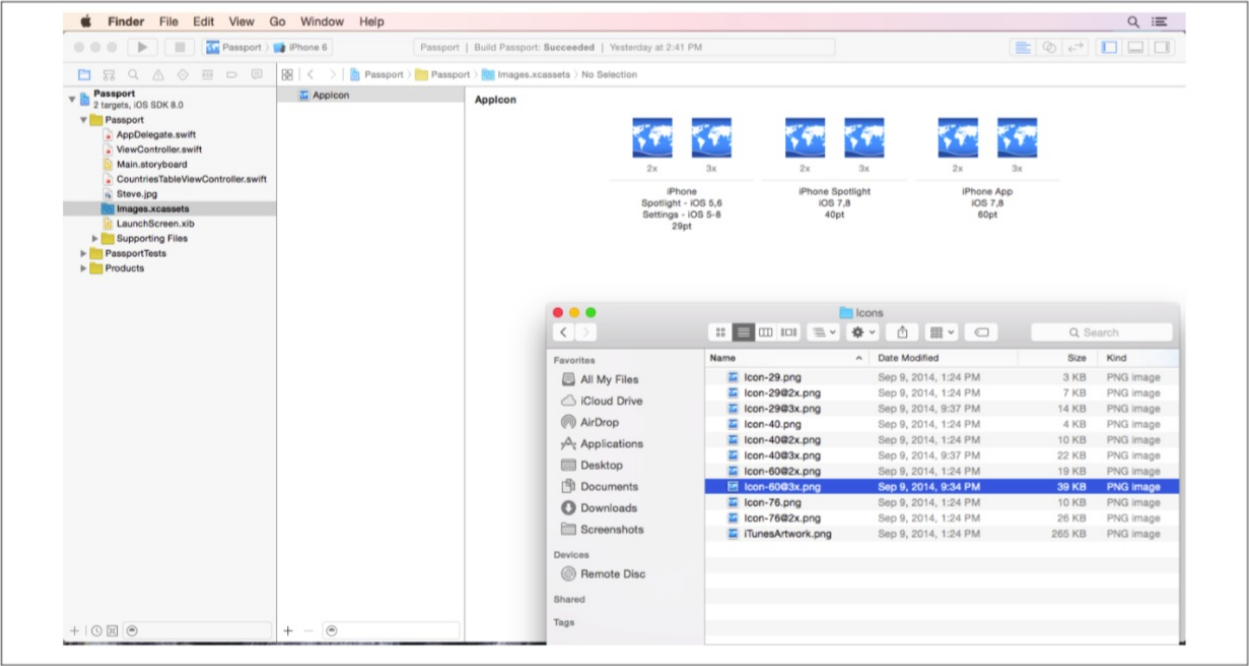 Finder File Edit View Go Window Help
Passport iPhone 6 Passport | Build Passport: Succeeded | Yesterday at 2:41 PM
Passport Passport Images.xcassets No Selection
Passport
2 targets, iOS SDK 8.0
Passport
AppDelegate.swift
ViewController.swift
Main.storyboard
CountriesTableViewController.swift
Steve.jpg
Images.xcassets
LaunchScreen.xib
Supporting Files
PassportTests
Products
AppIcon
AppIcon
2x 3x 2x 3x 2x 3x
iPhone
Spotlight - iOS 5,6
Settings - iOS 5-8
29pt
iPhone Spotlight
iOS 7,8
40pt
iPhone App
iOS 7,8
60pt
Icons
Search
Favorites
All My Files
iCloud Drive
AirDrop
Applications
Desktop
Documents
Downloads
Screenshots
Devices
Remote Disc
Shared
Tags
Name Date Modified Size Kind
Icon-29.png Sep 9, 2014, 1:24 PM 3 KB PNG image
Icon-29@2x.png Sep 9, 2014, 1:24 PM 7 KB PNG image
Icon-29@3x.png Sep 9, 2014, 9:37 PM 14 KB PNG image
Icon-40.png Sep 9, 2014, 1:24 PM 4 KB PNG image
Icon-40@2x.png Sep 9, 2014, 1:24 PM 10 KB PNG image
Icon-40@3x.png Sep 9, 2014, 9:37 PM 22 KB PNG image
Icon-60@2x.png Sep 9, 2014, 1:24 PM 19 KB PNG image
Icon-60@3x.png Sep 9, 2014, 9:34 PM 39 KB PNG image
Icon-76.png Sep 9, 2014, 1:24 PM 10 KB PNG image
Icon-76@2x.png Sep 9, 2014, 1:24 PM 26 KB PNG image
iTunesArtwork.png Sep 9, 2014, 1:24 PM 265 KB PNG image